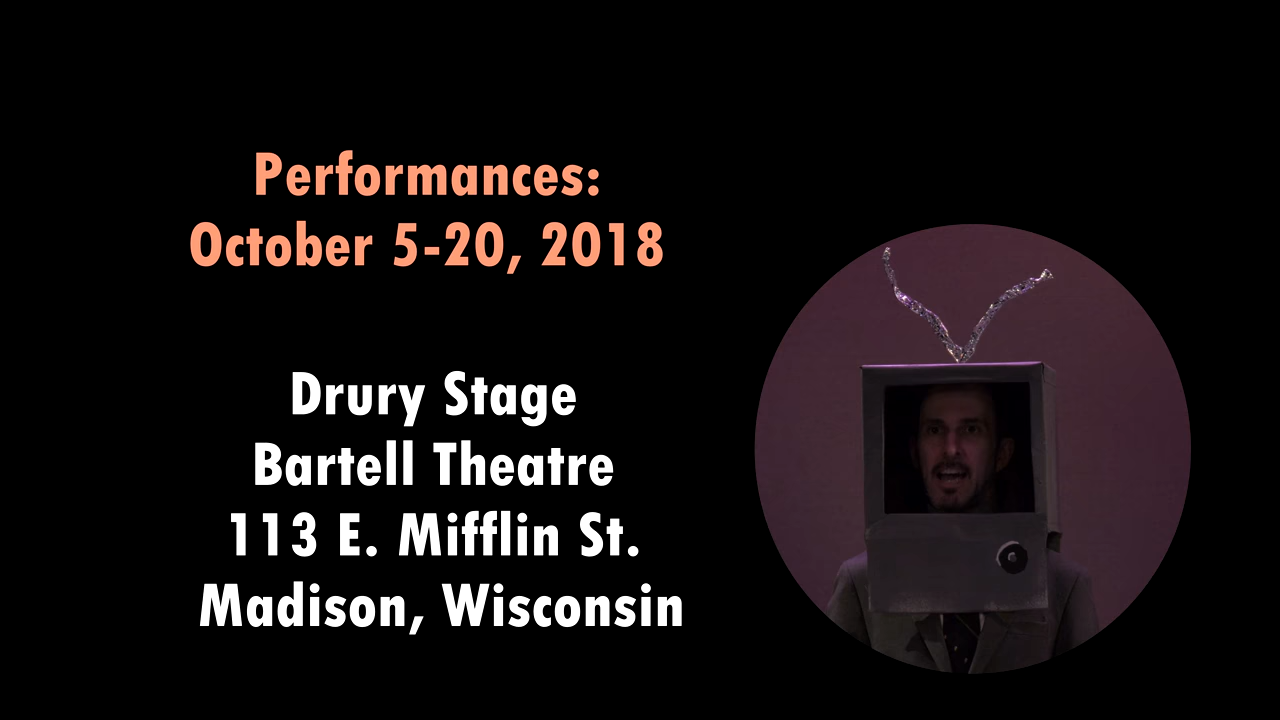 Performances:
October 5-20, 2018
Drury Stage
Bartell Theatre
113 E. Mifflin St.
Madison, Wisconsin